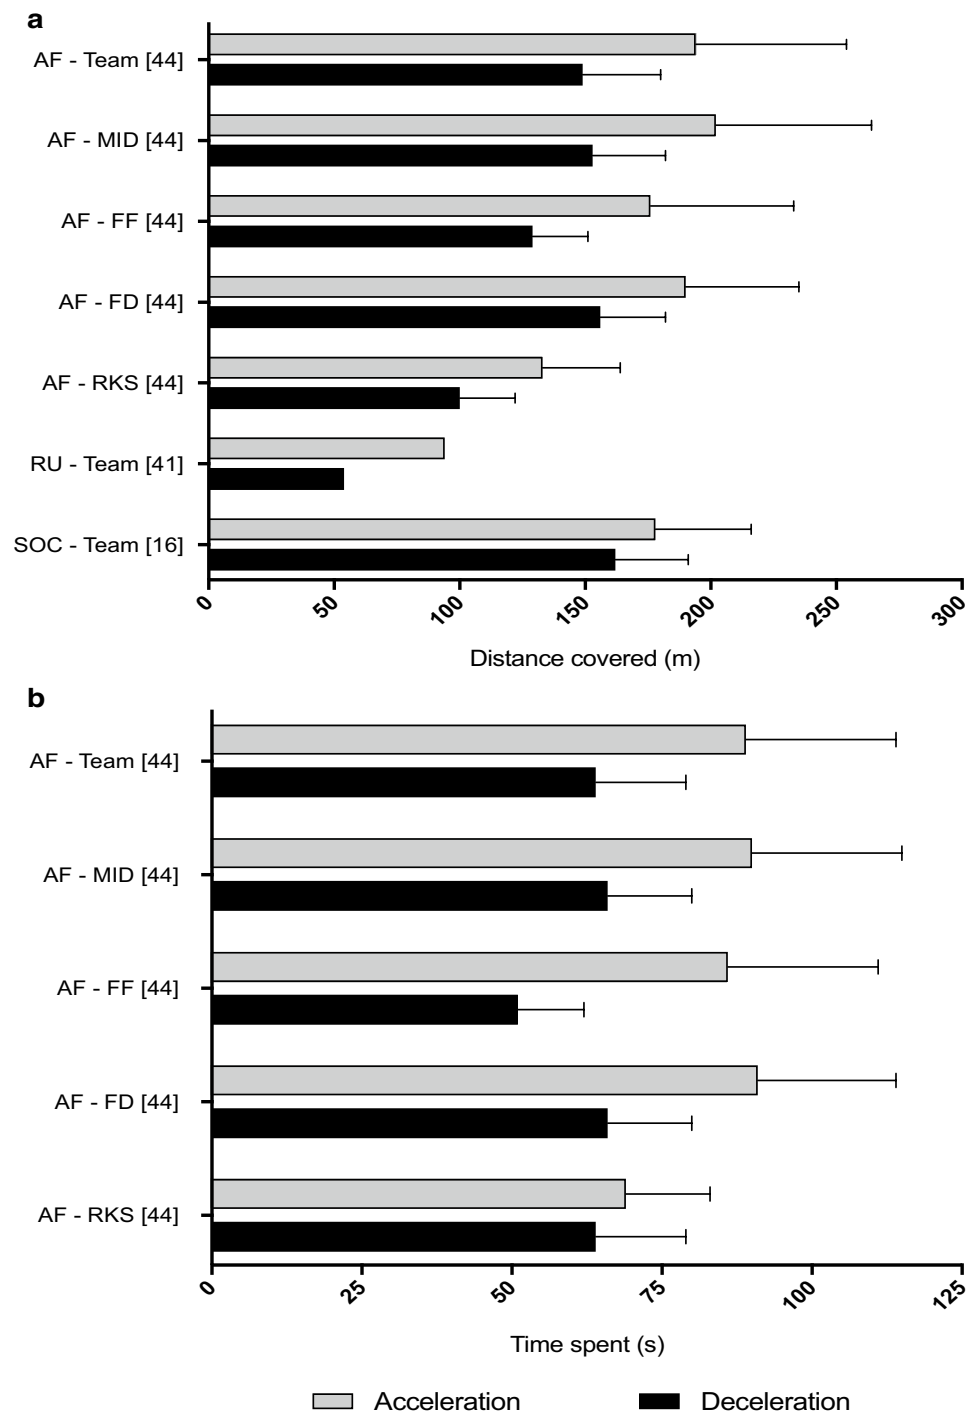 a
AF - Team [44]
AF - MID [44]
AF - FF [44]
AF - FD [44]
AF - RKS [44]
RU - Team [41]
SOC - Team [16]
0 50 100 150 200 250 300
Distance covered (m)
b
AF - Team [44]
AF - MID [44]
AF - FF [44]
AF - FD [44]
AF - RKS [44]
0 25 50 75 100 125
Time spent (s)
Acceleration Deceleration